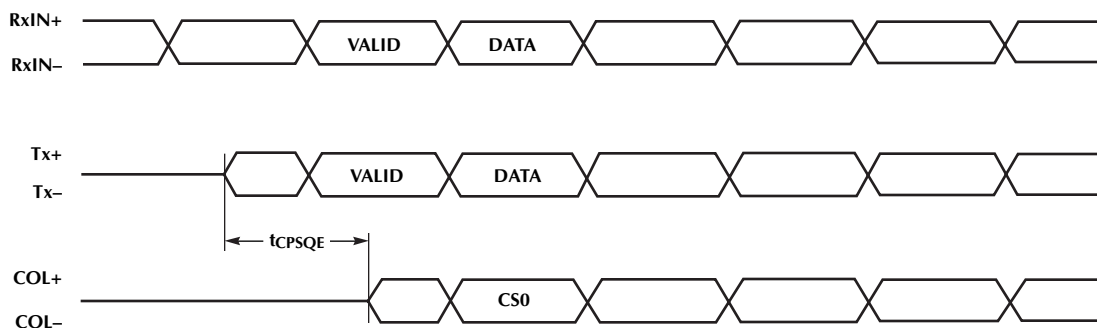 RxIN+
RxIN–
VALID
DATA
Tx+
Tx–
VALID
DATA
tCPSQE
COL+
COL–
CS0